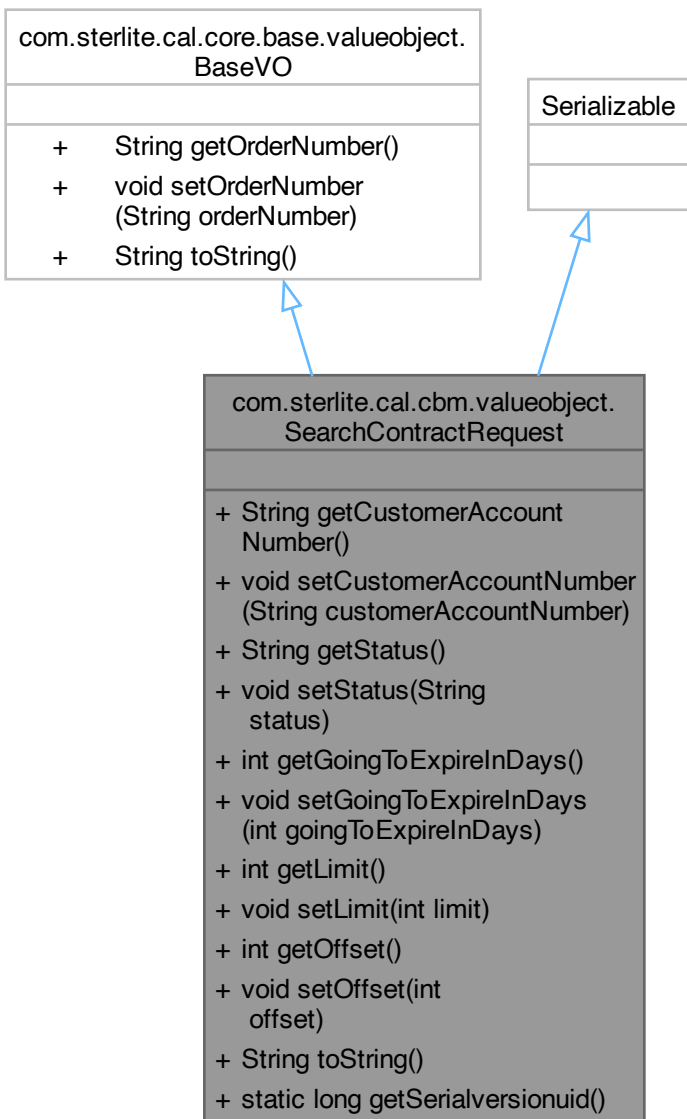 com.sterlite.cal.core.base.valueobject.
BaseVO
+ String getOrderNumber()
+ void setOrderNumber
(String orderNumber)
+ String toString()
Serializable
com.sterlite.cal.cbm.valueobject.
SearchContractRequest
+ String getCustomerAccount
Number()
+ void setCustomerAccountNumber
(String customerAccountNumber)
+ String getStatus()
+ void setStatus(String
status)
+ int getGoingToExpireInDays()
+ void setGoingToExpireInDays
(int goingToExpireInDays)
+ int getLimit()
+ void setLimit(int limit)
+ int getOffset()
+ void setOffset(int
offset)
+ String toString()
+ static long getSerialversionuid()